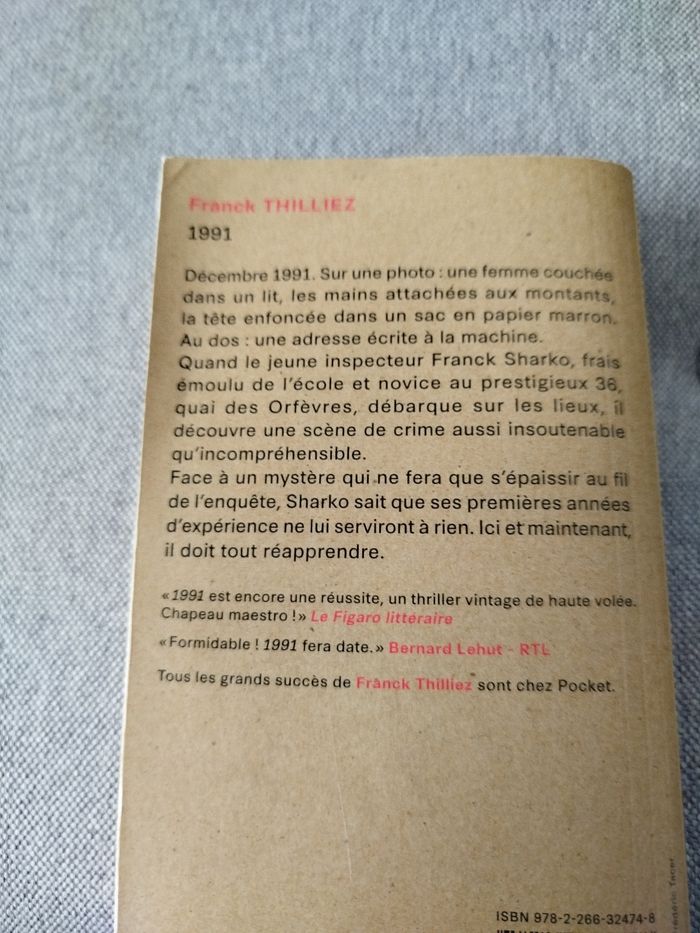 Franck THILLIEZ
1991
Décembre 1991. Sur une photo : une femme couchée
dans un lit, les mains attachées aux montants,
la tête enfoncée dans un sac en papier marron.
Au dos : une adresse écrite à la machine.
Quand le jeune inspecteur Franck Sharko, frais
émoulu de l'école et novice au prestigieux 36,
quai des Orfèvres, débarque sur les lieux, il
découvre une scène de crime aussi insoutenable
qu'incompréhensible.
Face à un mystère qui ne fera que s'épaissir au fil
de l'enquête, Sharko sait que ses premières années
d'expérience ne lui serviront à rien. Ici et maintenant,
il doit tout réapprendre.
« 1991 est encore une réussite, un thriller vintage de haute volée.
Chapeau maestro ! » Le Figaro littéraire
« Formidable ! 1991 fera date. » Bernard Lehut - RTL
Tous les grands succès de Franck Thilliez sont chez Pocket.
ISBN 978-2-266-32474-8